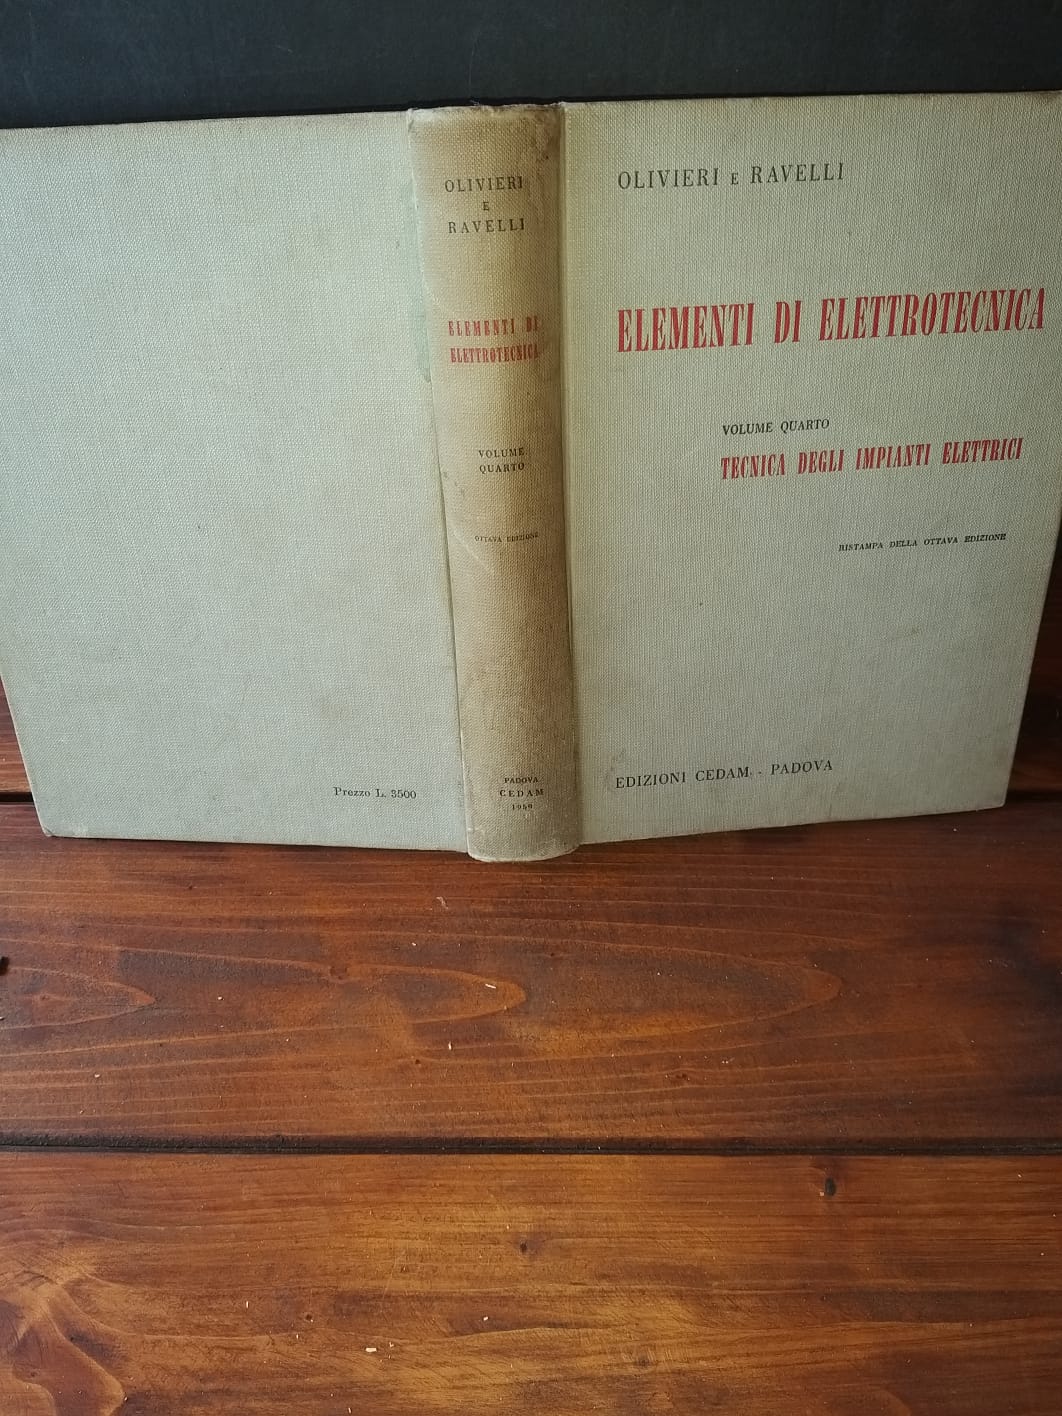 OLIVIERI E RAVELLI
ELEMENTI DI ELETTROTECNICA
VOLUME QUARTO
TECNICA DEGLI IMPIANTI ELETTRICI
RISTAMPA DELLA OTTAVA EDIZIONE
EDIZIONI CEDAM - PADOVA
OLIVIERI
E
RAVELLI
ELEMENTI DI
ELETTROTECNICA
VOLUME
QUARTO
OTTAVA EDIZIONE
PADOVA
CEDAM
1959
Prezzo L. 3500